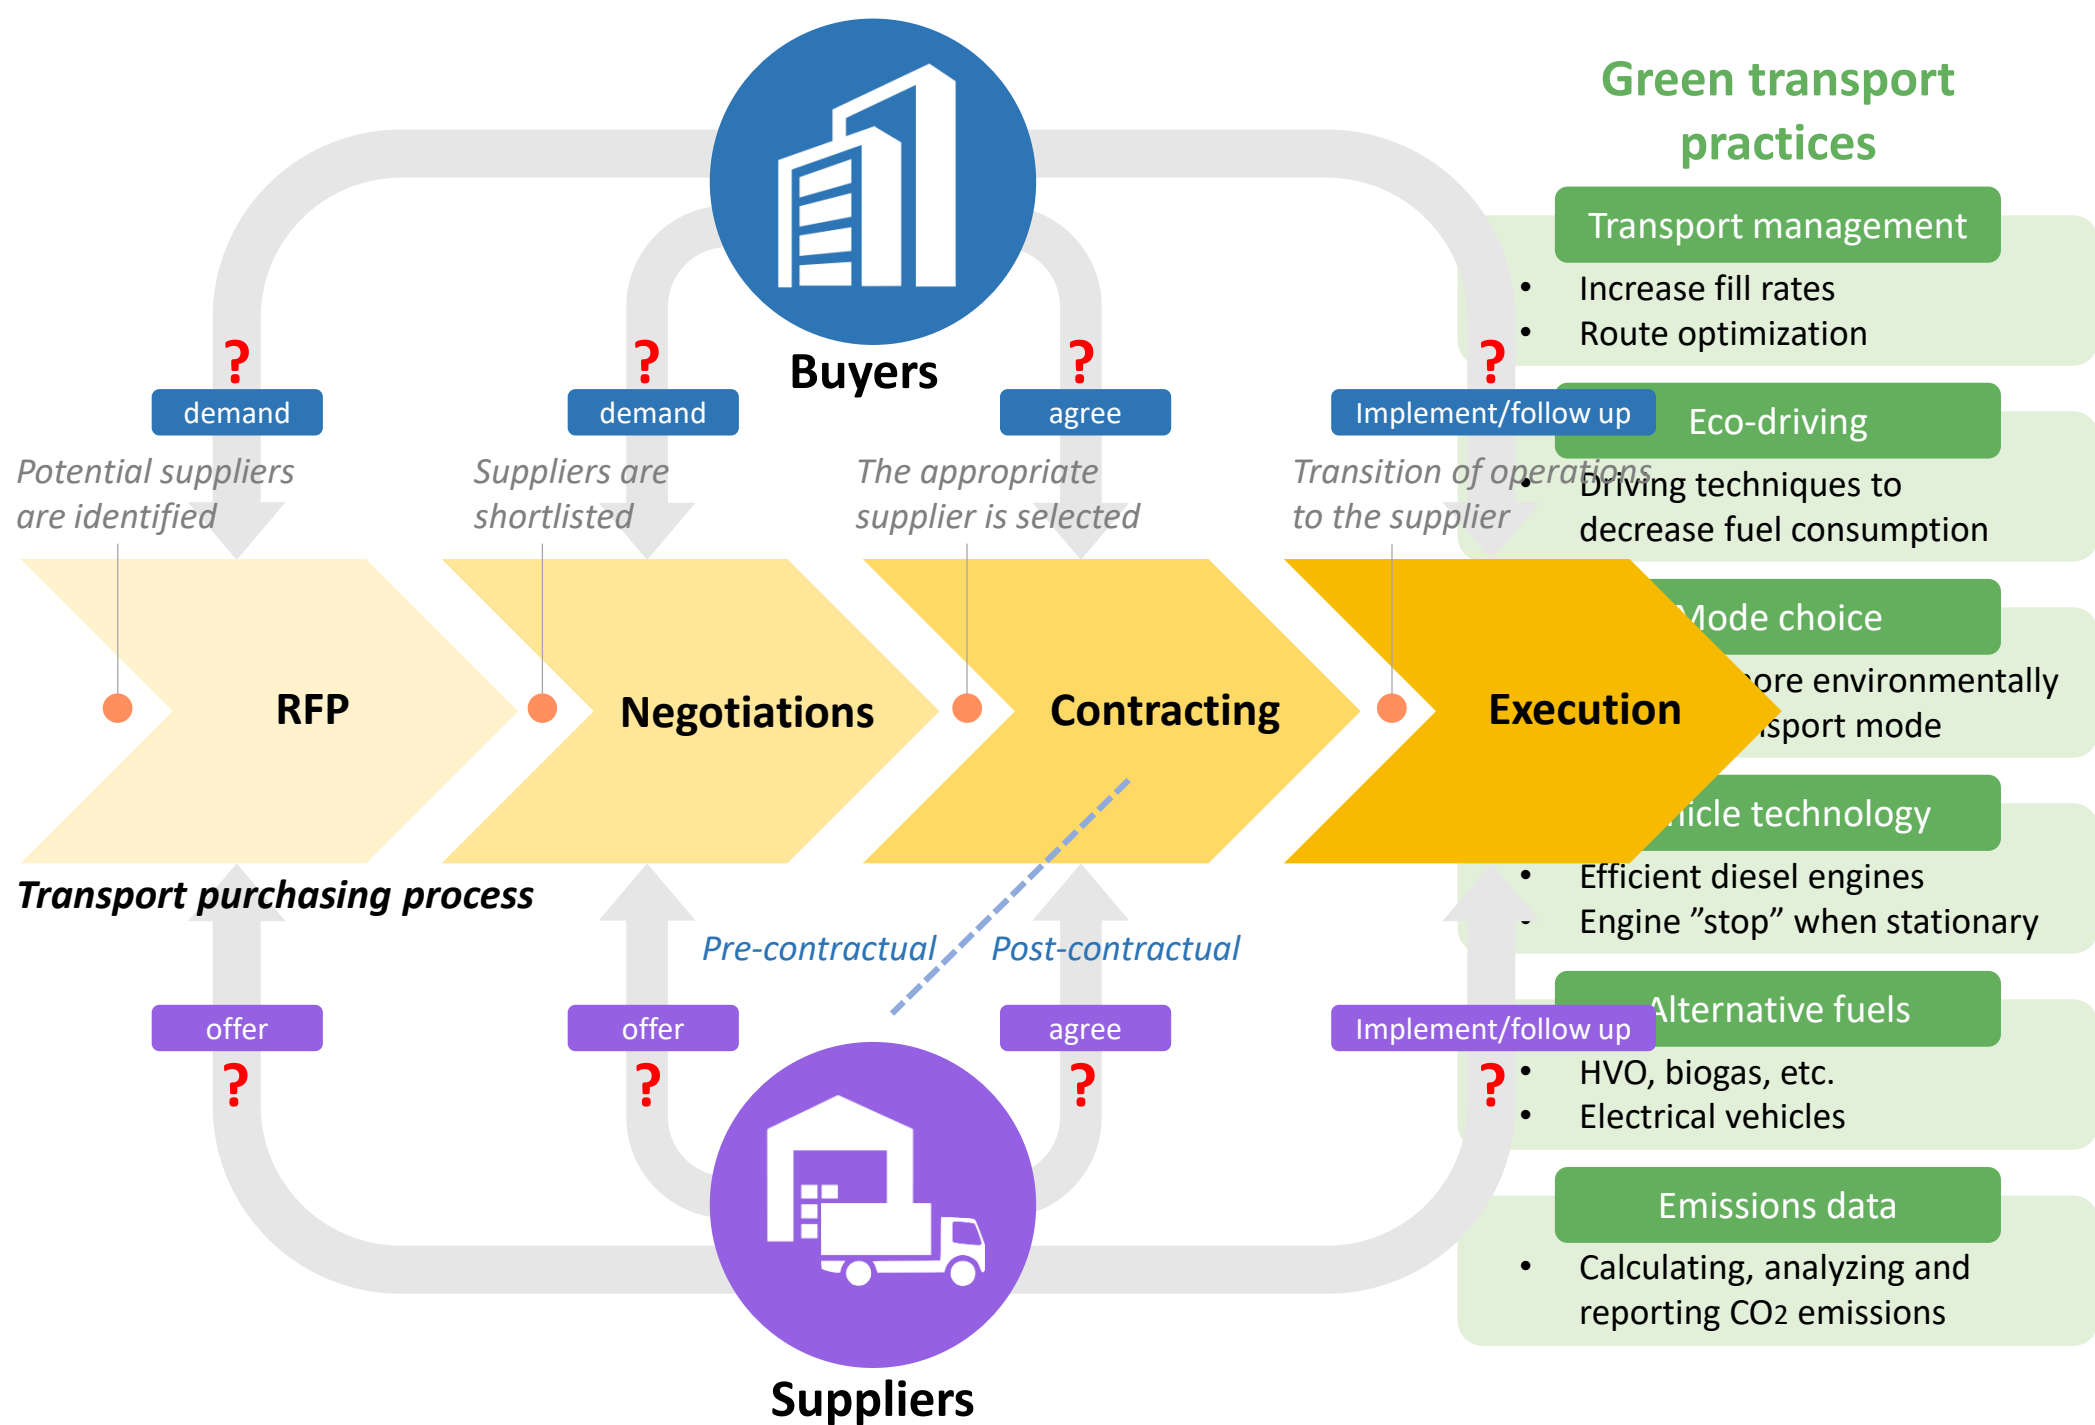 Green transport
practices
Transport management
• Increase fill rates
• Route optimization
Buyers
?
?
?
?
demand
demand
agree
Implement/follow up
Eco-driving
Potential suppliers
are identified
Suppliers are
shortlisted
The appropriate
supplier is selected
Transition of operations
to the supplier
• Driving techniques to
decrease fuel consumption
Mode choice
environmentally
mode
RFP
Negotiations
Contracting
Execution
technology
• Efficient diesel engines
• Engine ”stop” when stationary
Transport purchasing process
Pre-contractual
Post-contractual
offer
offer
agree
Implement/follow up
?
?
?
?
Alternative fuels
• HVO, biogas, etc.
• Electrical vehicles
Emissions data
• Calculating, analyzing and
reporting CO2 emissions
Suppliers